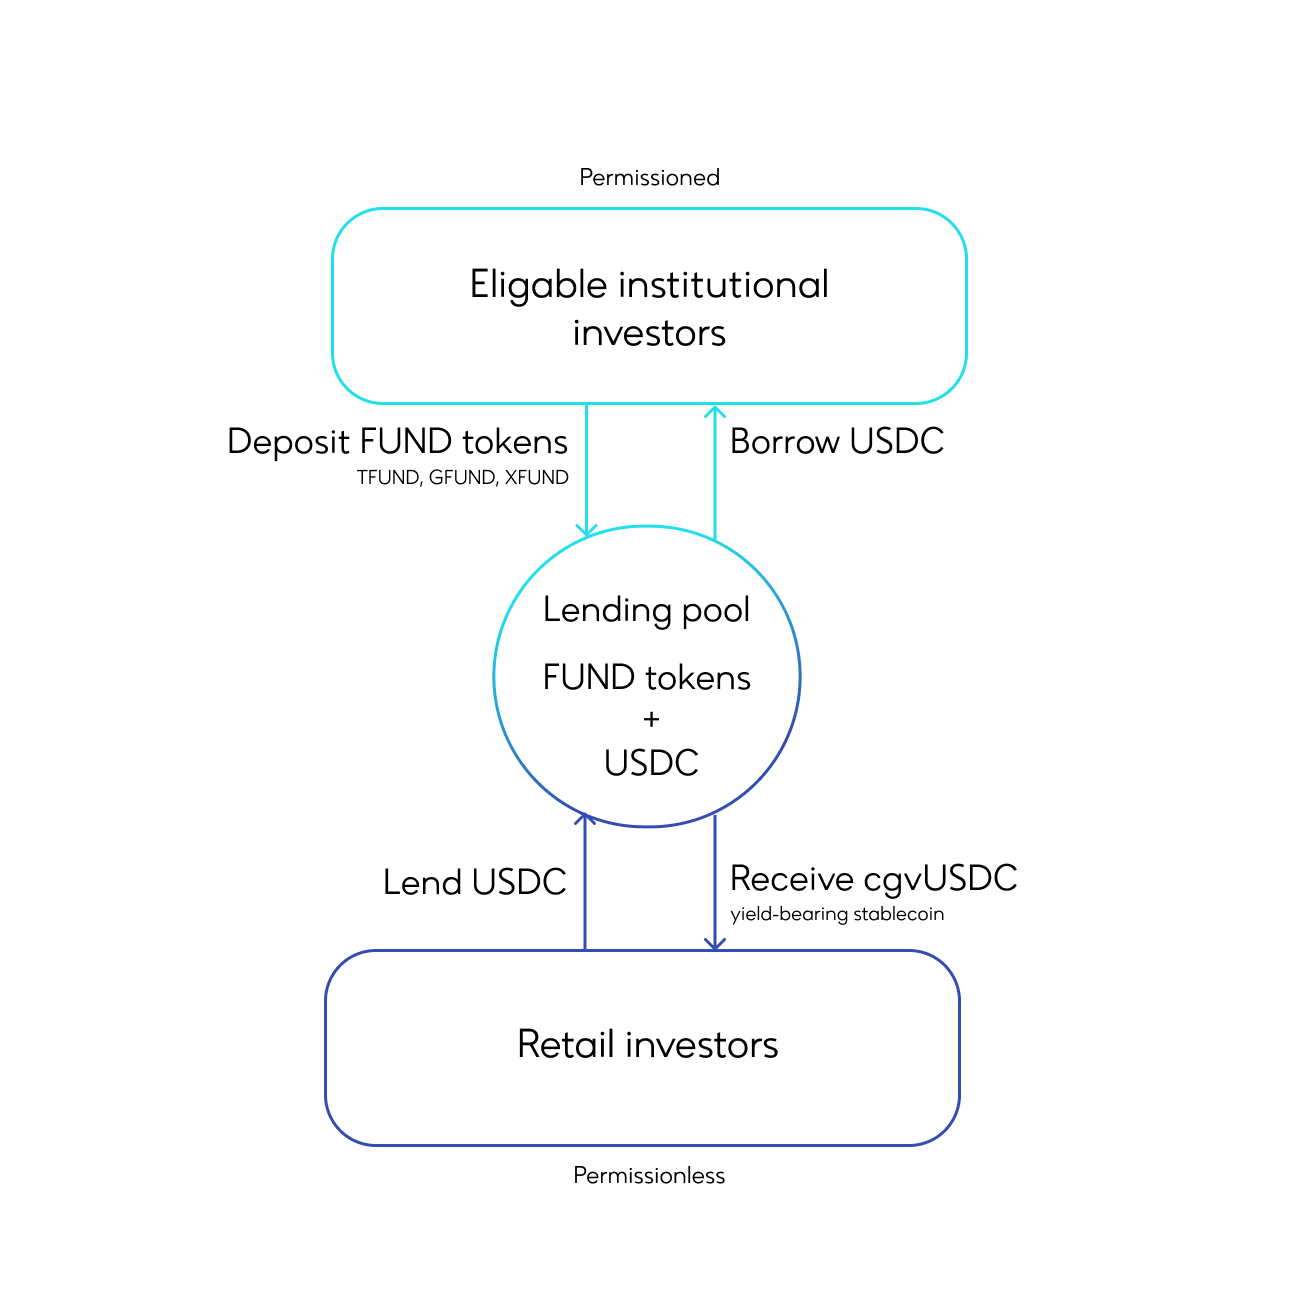 Permissioned
Eligable institutional
investors
Deposit FUND tokens
TFUND, GFUND, XFUND
Borrow USDC
Lending pool
FUND tokens
+
USDC
Lend USDC
Receive cgvUSDC
yield-bearing stablecoin
Retail investors
Permissionless